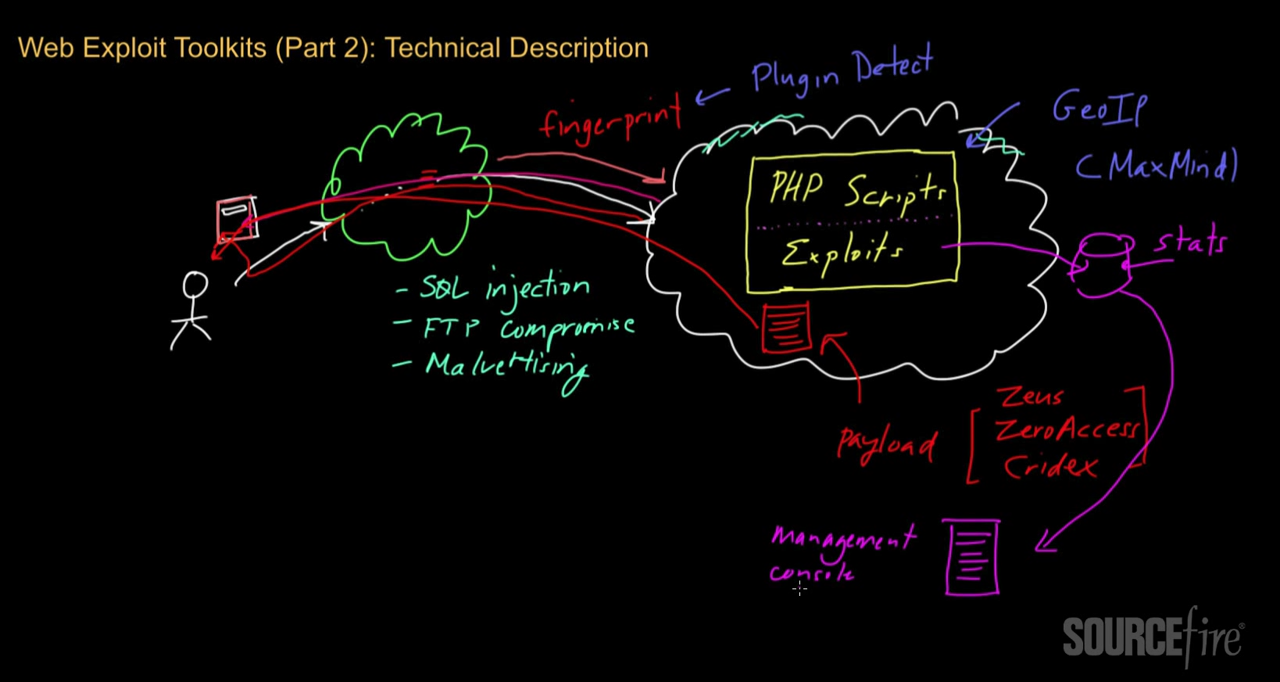 Web Exploit Toolkits (Part 2): Technical Description
Plugin Detect
fingerprint
GeoIP
(MaxMind)
PHP Scripts
Exploits
stats
- SQL injection
- FTP compromise
- Malvertising
payload
Zeus
ZeroAccess
Cridex
management
console
SOURCEfire®